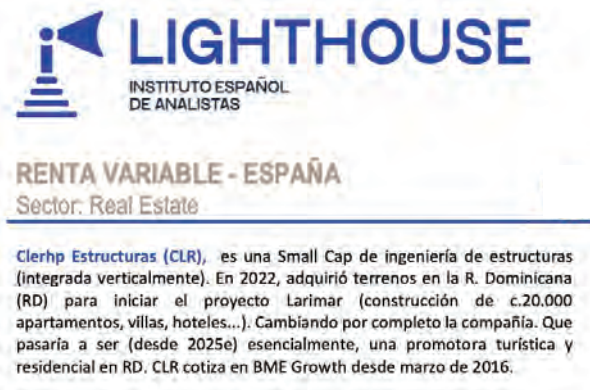 LIGHTHOUSE
INSTITUTO ESPAÑOL
DE ANALISTAS
RENTA VARIABLE - ESPAÑA
Sector: Real Estate
Clerhp Estructuras (CLR), es una Small Cap de ingeniería de estructuras
(integrada verticalmente). En 2022, adquirió terrenos en la R. Dominicana
(RD) para iniciar el proyecto Larimar (construcción de c.20.000
apartamentos, villas, hoteles...). Cambiando por completo la compañía. Que
pasaría a ser (desde 2025e) esencialmente, una promotora turística y
residencial en RD. CLR cotiza en BME Growth desde marzo de 2016.